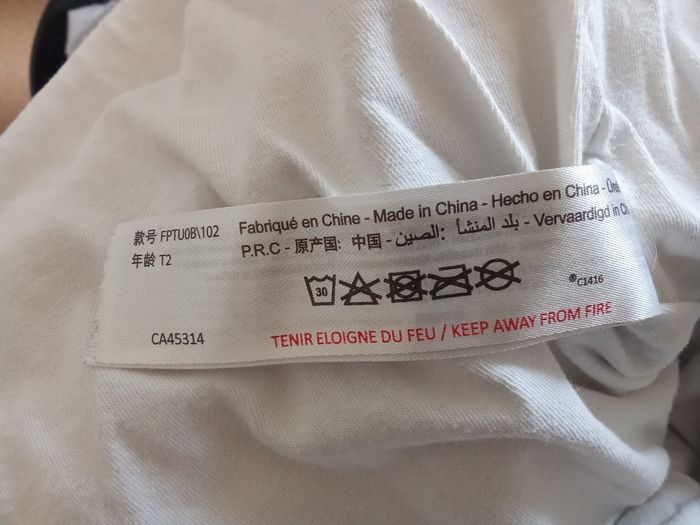 款号 FPTU0B\102
年龄 T2
Fabriqué en Chine - Made in China - Hecho en China -
P.R.C - 原产国: 中国 - بلد المنشأ :الصين - Vervaardigd in
30
®C1416
CA45314
TENIR ELOIGNE DU FEU / KEEP AWAY FROM FIRE